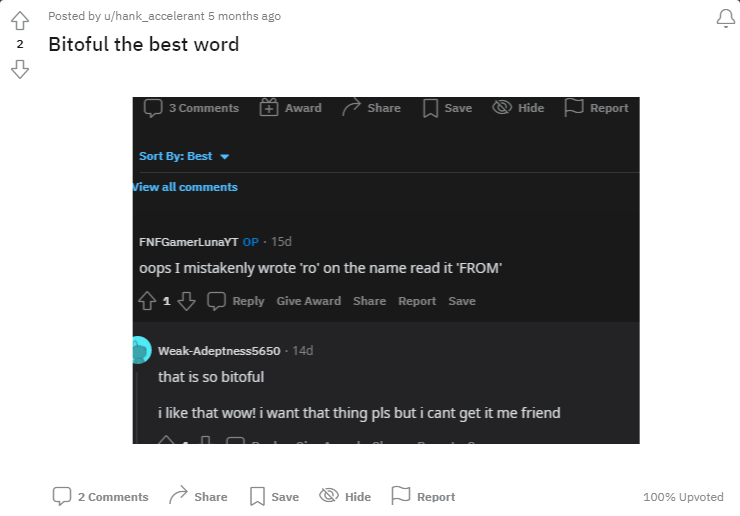 Posted by u/hank_accelerant 5 months ago
2
Bitoful the best word
3 Comments Award Share Save Hide Report
Sort By: Best
View all comments
FNFGamerLunaYT OP · 15d
oops I mistakenly wrote 'ro' on the name read it 'FROM'
1 Reply Give Award Share Report Save
Weak-Adeptness5650 · 14d
that is so bitoful
i like that wow! i want that thing pls but i cant get it me friend
2 Comments Share Save Hide Report 100% Upvoted